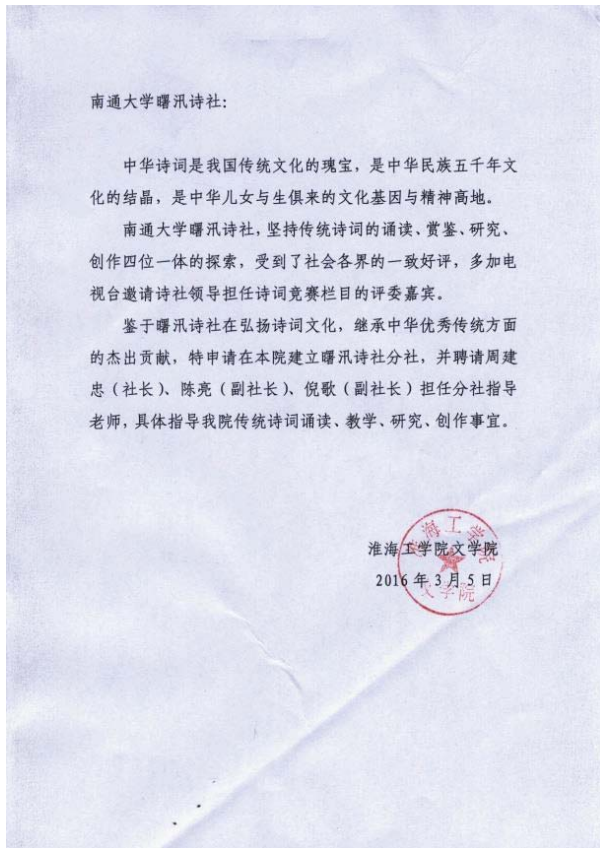 南通大学曙汛诗社：
中华诗词是我国传统文化的瑰宝，是中华民族五千年文
化的结晶，是中华儿女与生俱来的文化基因与精神高地。
南通大学曙汛诗社，坚持传统诗词的诵读、赏鉴、研究、
创作四位一体的探索，受到了社会各界的一致好评，多加电
视台邀请诗社领导担任诗词竞赛栏目的评委嘉宾。
鉴于曙汛诗社在弘扬诗词文化，继承中华优秀传统方面
的杰出贡献，特申请在本院建立曙汛诗社分社，并聘请周建
忠（社长）、陈亮（副社长）、倪歌（副社长）担任分社指导
老师，具体指导我院传统诗词诵读、教学、研究、创作事宜。
淮海工学院文学院
2016 年 3 月 5 日
淮海工学院
文学院